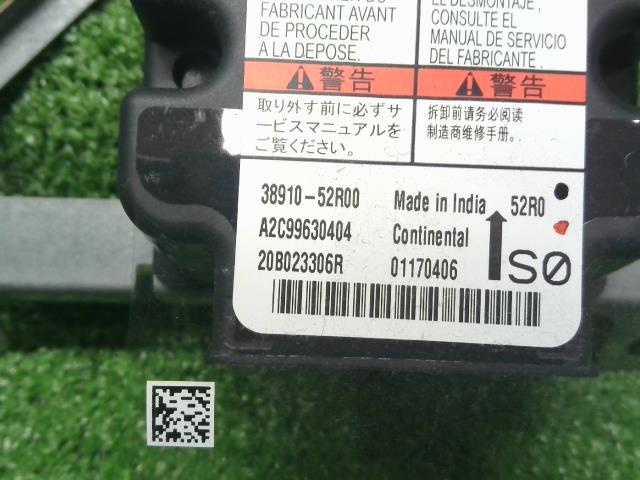 FABRICANT AVANT
DE PROCÉDER
A LA DEPOSE.
EL DESMONTAJE,
CONSULTE EL
MANUAL DE SERVICIO
DEL FABRICANTE.
警告
取り外す前に必ずサ
ービスマニュアルを
ご覧ください。
警告
拆卸前请务必阅读
制造商维修手册。
38910-52R00 Made in India 52R0
A2C99630404 Continental
20B023306R 01170406 S0